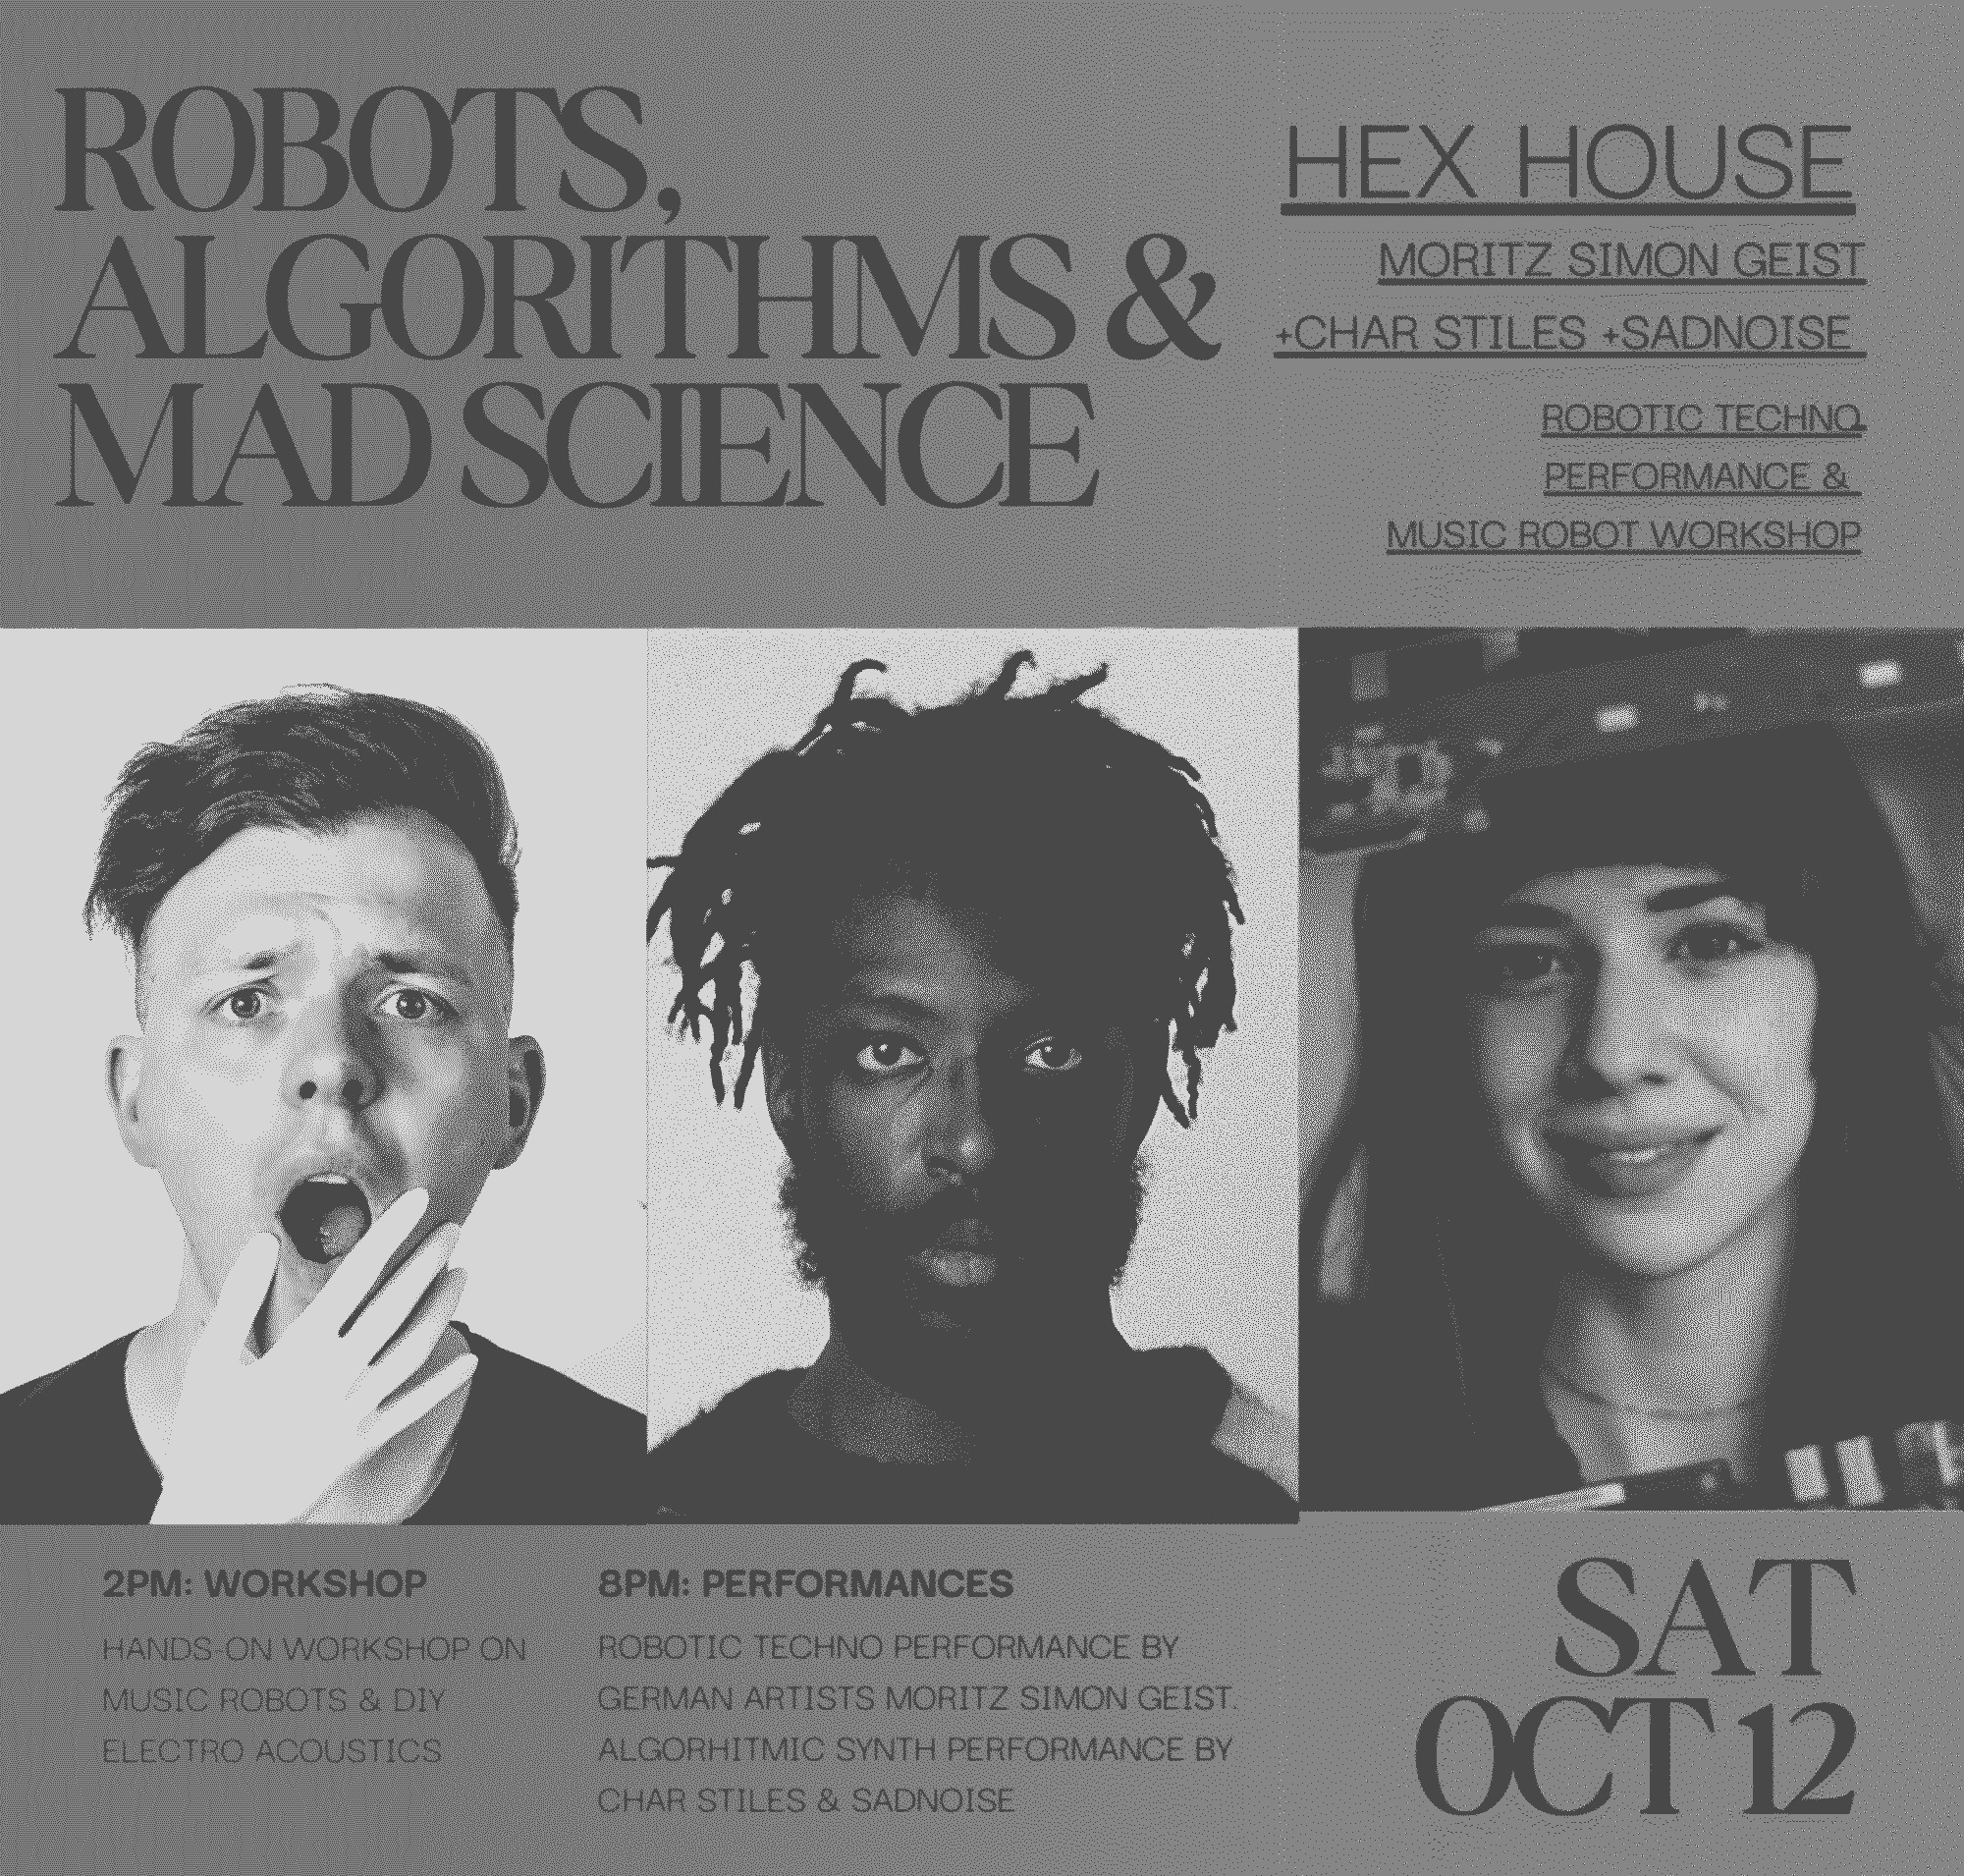 ROBOTS,
ALGORITHMS &
MAD SCIENCE
HEX HOUSE
MORITZ SIMON GEIST
+CHAR STILES +SADNOISE
ROBOTIC TECHNO
PERFORMANCE &
MUSIC ROBOT WORKSHOP
2PM: WORKSHOP
HANDS-ON WORKSHOP ON
MUSIC ROBOTS & DIY
ELECTRO ACOUSTICS
8PM: PERFORMANCES
ROBOTIC TECHNO PERFORMANCE BY
GERMAN ARTISTS MORITZ SIMON GEIST.
ALGORHITMIC SYNTH PERFORMANCE BY
CHAR STILES & SADNOISE
SAT
OCT 12